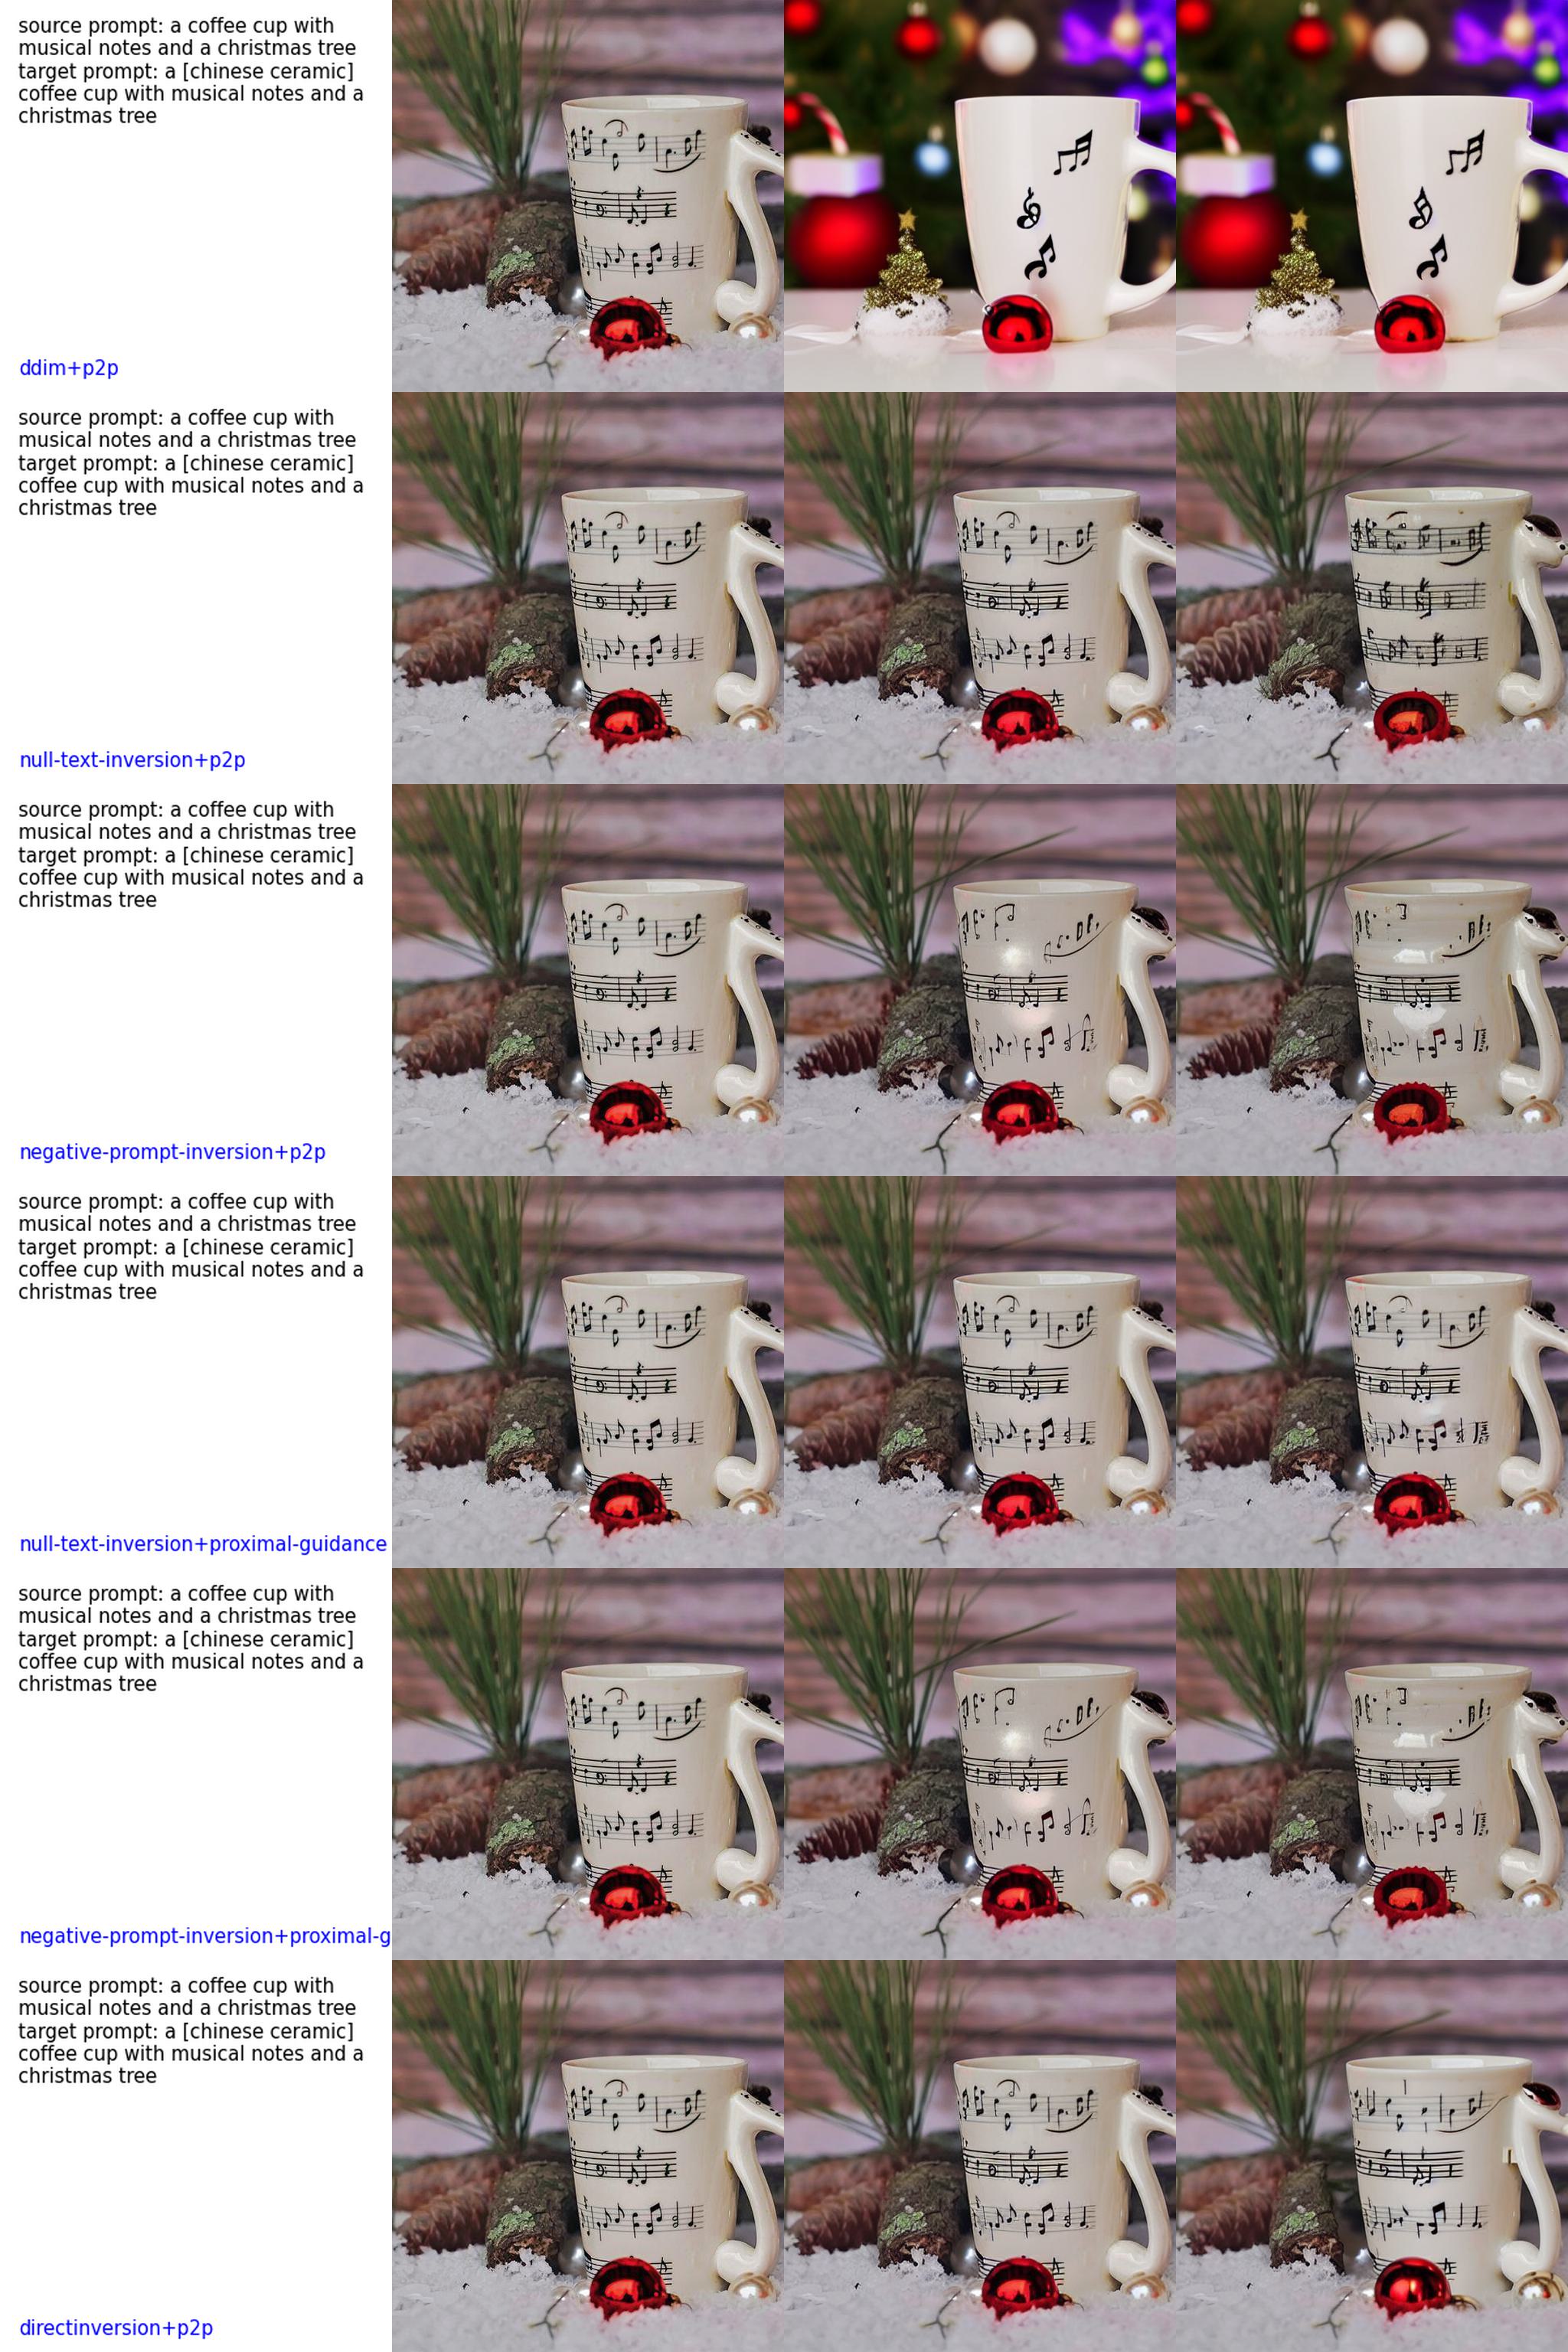 source prompt: a coffee cup with
musical notes and a christmas tree
target prompt: a [chinese ceramic]
coffee cup with musical notes and a
christmas tree
ddim+p2p
source prompt: a coffee cup with
musical notes and a christmas tree
target prompt: a [chinese ceramic]
coffee cup with musical notes and a
christmas tree
null-text-inversion+p2p
source prompt: a coffee cup with
musical notes and a christmas tree
target prompt: a [chinese ceramic]
coffee cup with musical notes and a
christmas tree
negative-prompt-inversion+p2p
source prompt: a coffee cup with
musical notes and a christmas tree
target prompt: a [chinese ceramic]
coffee cup with musical notes and a
christmas tree
null-text-inversion+proximal-guidance
source prompt: a coffee cup with
musical notes and a christmas tree
target prompt: a [chinese ceramic]
coffee cup with musical notes and a
christmas tree
negative-prompt-inversion+proximal-g
source prompt: a coffee cup with
musical notes and a christmas tree
target prompt: a [chinese ceramic]
coffee cup with musical notes and a
christmas tree
directinversion+p2p